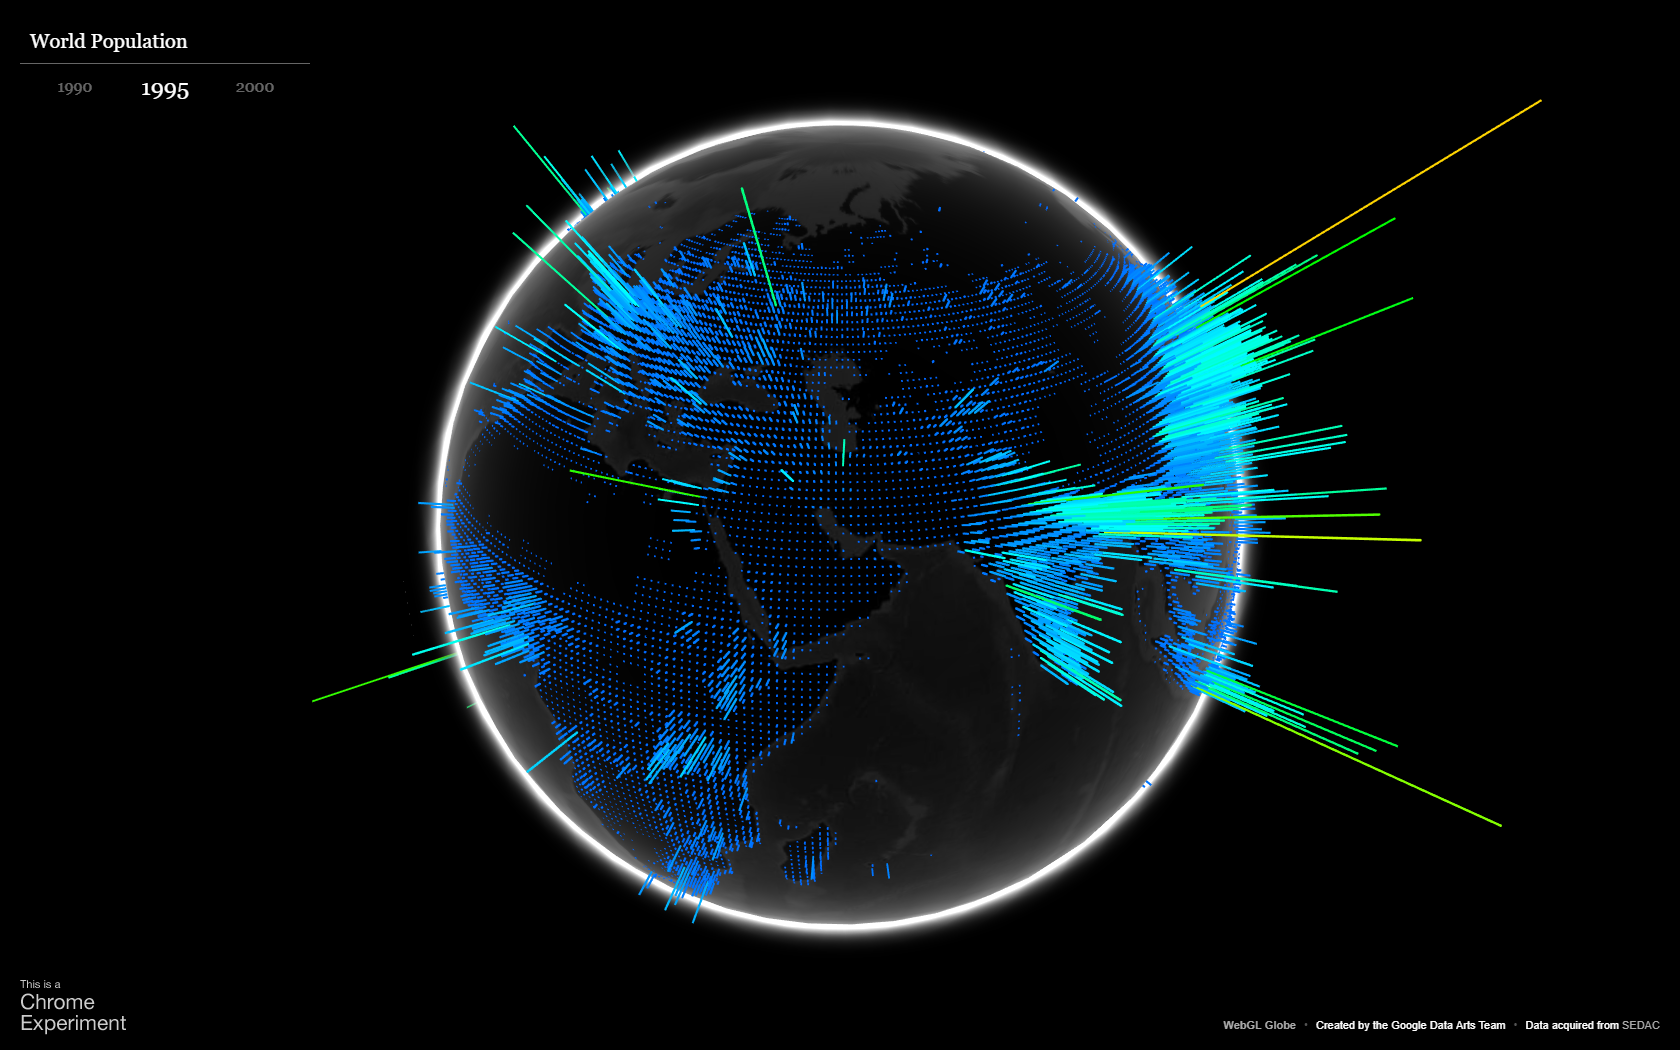 World Population
1990 1995 2000
This is a
Chrome
Experiment
WebGL Globe • Created by the Google Data Arts Team • Data acquired from SEDAC